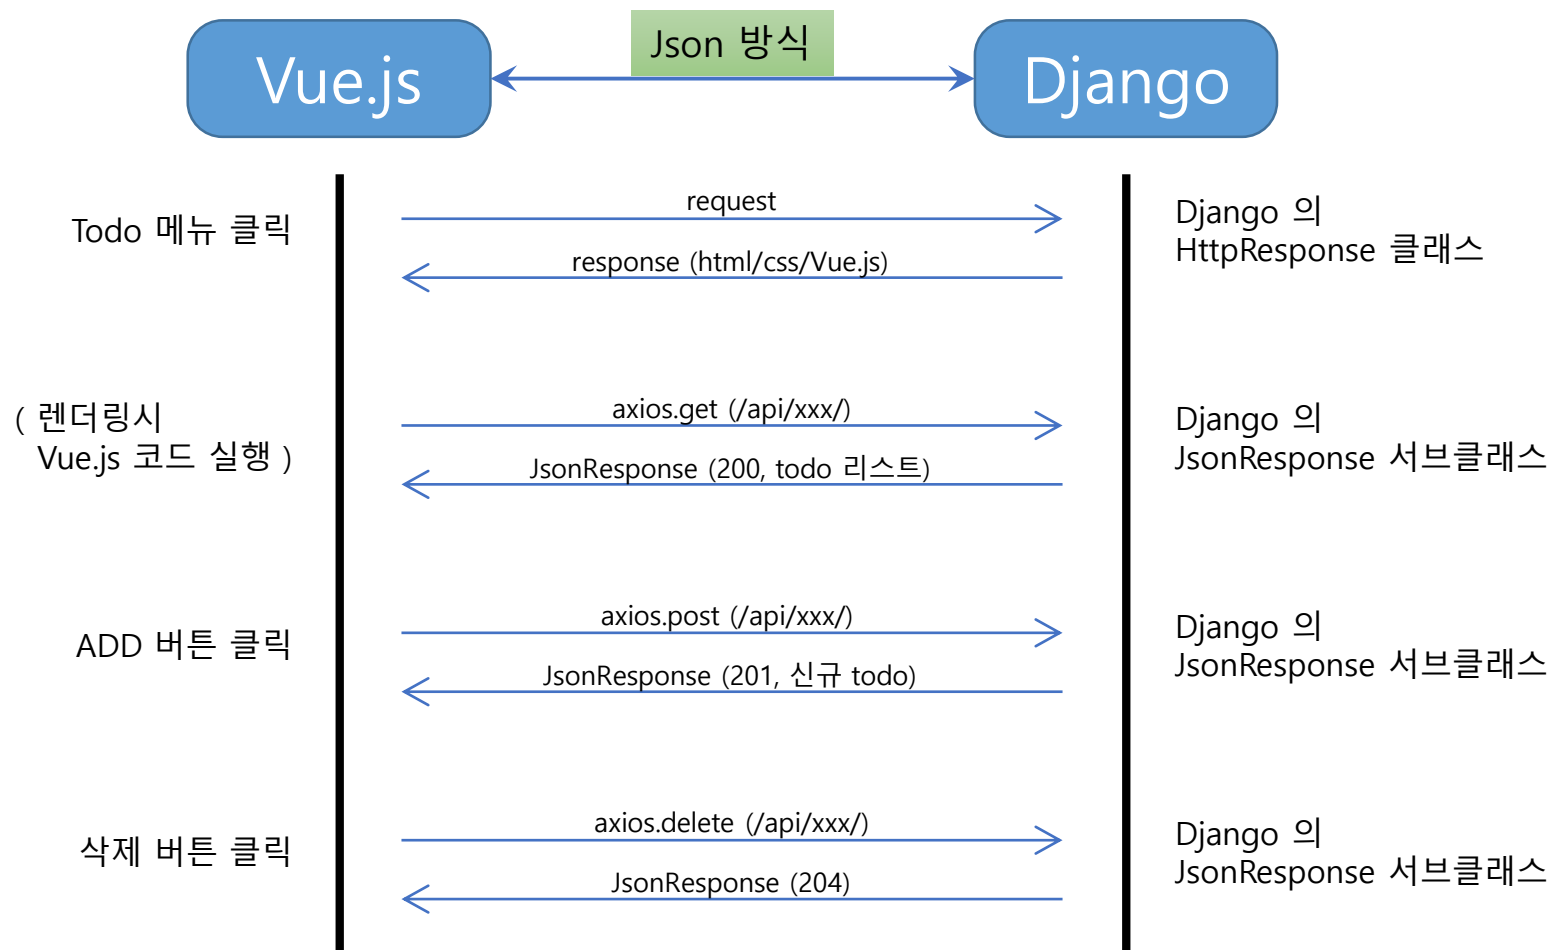 Json 방식
Vue.js
Django
Todo 메뉴 클릭
request
response (html/css/Vue.js)
Django 의
HttpResponse 클래스
( 렌더링시
Vue.js 코드 실행 )
axios.get (/api/xxx/)
JsonResponse (200, todo 리스트)
Django 의
JsonResponse 서브클래스
ADD 버튼 클릭
axios.post (/api/xxx/)
JsonResponse (201, 신규 todo)
Django 의
JsonResponse 서브클래스
삭제 버튼 클릭
axios.delete (/api/xxx/)
JsonResponse (204)
Django 의
JsonResponse 서브클래스